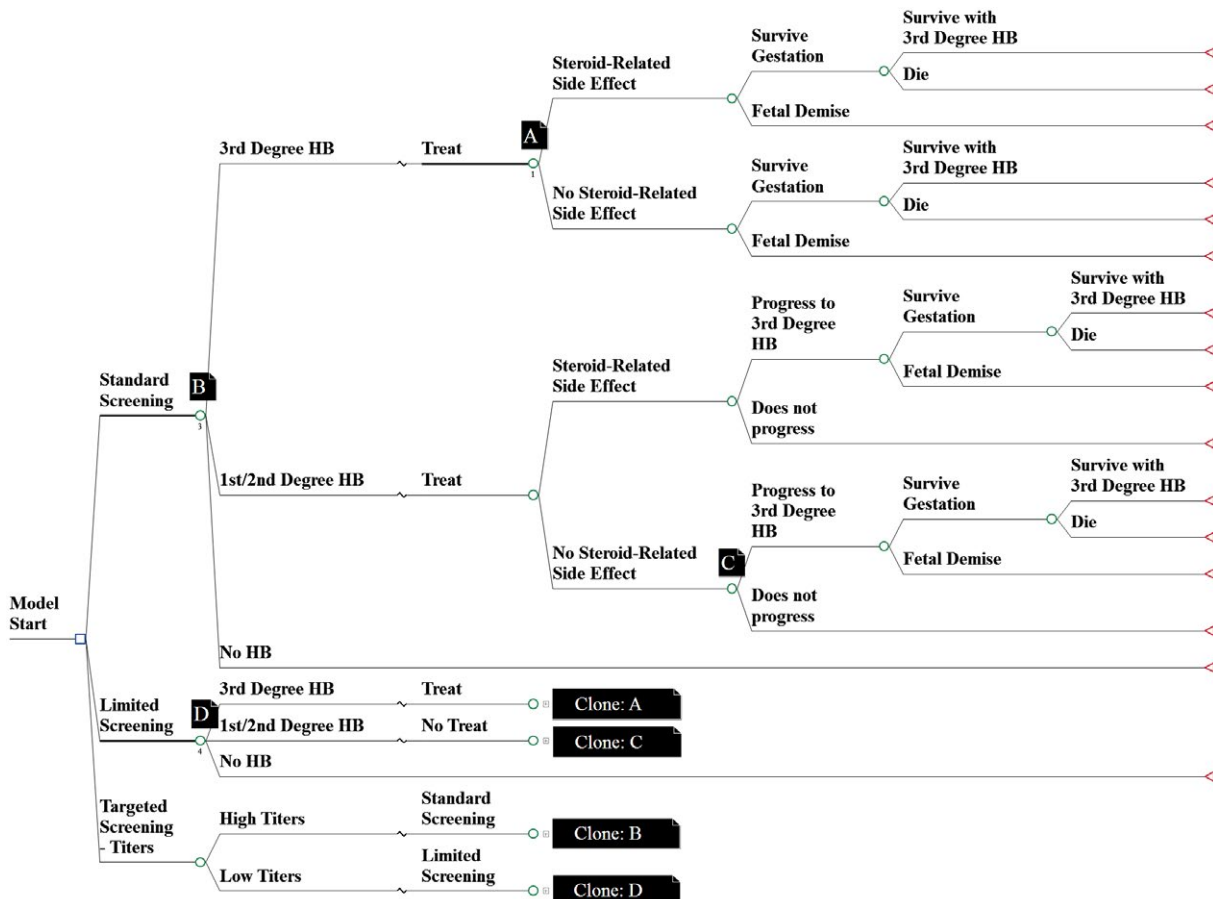 Survive with
3rd Degree HB
Survive
Gestation
Die
Steroid-Related
Side Effect
Fetal Demise
A
3rd Degree HB
Treat
1
Survive with
3rd Degree HB
Survive
Gestation
Die
No Steroid-Related
Side Effect
Fetal Demise
Survive with
3rd Degree HB
Progress to
3rd Degree
HB
Survive
Gestation
Die
Steroid-Related
Side Effect
Fetal Demise
Does not
progress
Standard
Screening
B
3
1st/2nd Degree HB
Treat
Survive with
3rd Degree HB
Progress to
3rd Degree
HB
Survive
Gestation
Die
No Steroid-Related
Side Effect
C
Fetal Demise
Does not
progress
Model
Start
No HB
3rd Degree HB
Treat
Clone: A
Limited
Screening
D
4
1st/2nd Degree HB
No Treat
Clone: C
No HB
Targeted
Screening
- Titers
High Titers
Standard
Screening
Clone: B
Low Titers
Limited
Screening
Clone: D